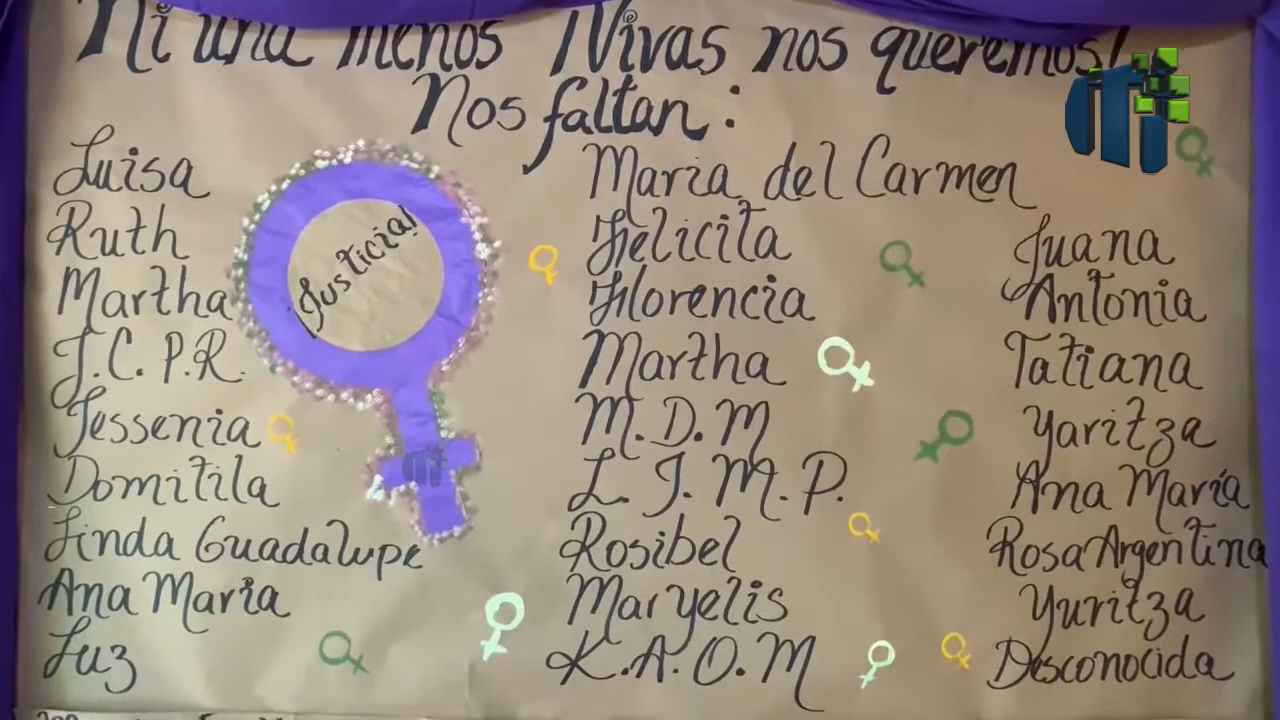 Ni una menos ¡Vivas nos queremos!
Nos faltan:
Luisa
Ruth
Martha
J.C. P.R.
Jessenia
Domitila
Linda Guadalupe
Ana Maria
Luz
¡Justicia!
Maria del Carmen
Felicita
Florencia
Martha
M.D.M
L.J.M.P.
Rosibel
Maryelis
K.A.O.M
Juana
Antonia
Tatiana
Yaritza
Ana María
Rosa Argentina
Yuritza
Desconocida